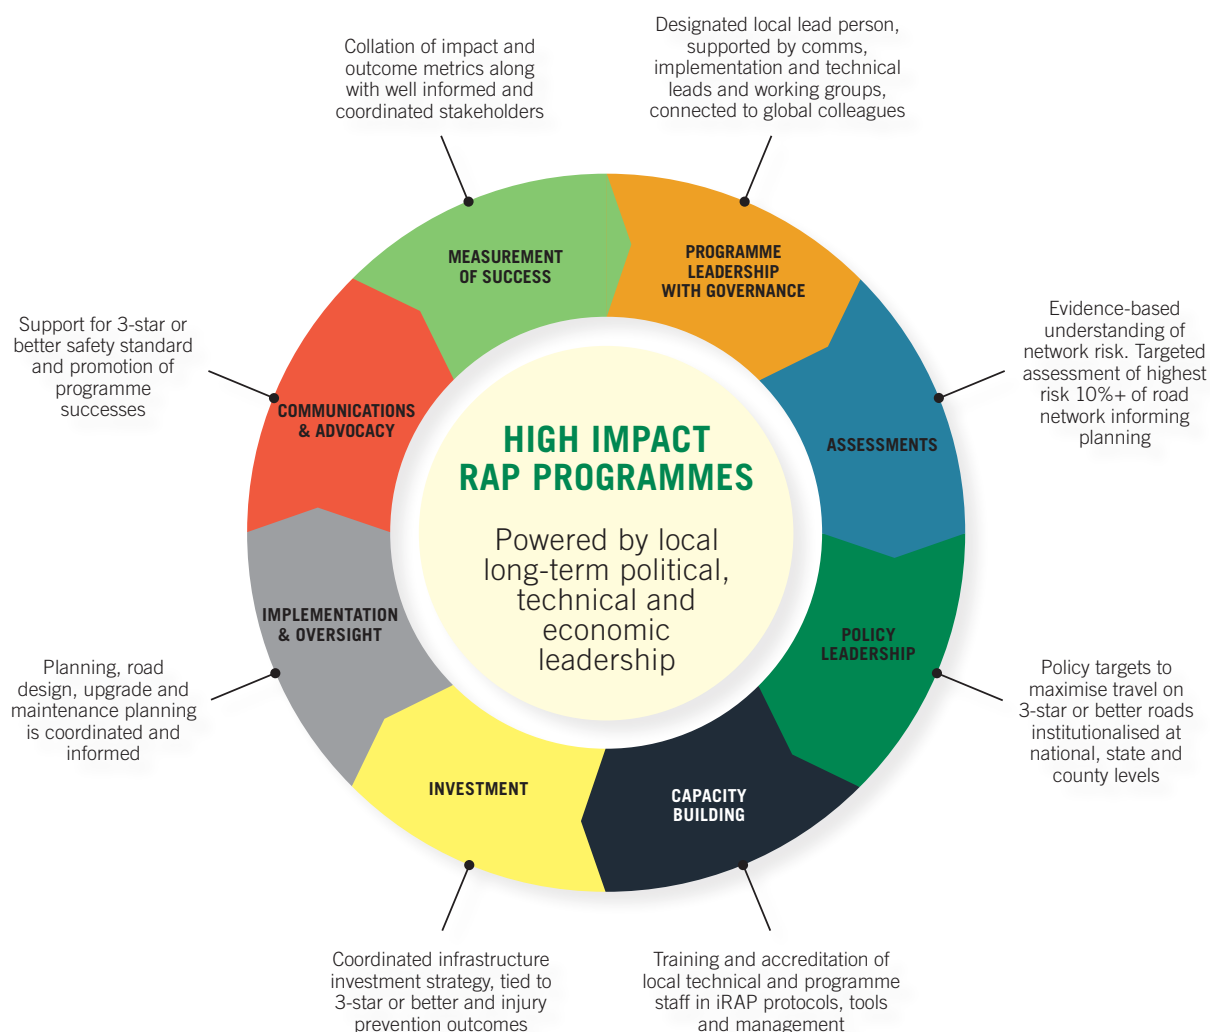 Collation of impact and
outcome metrics along
with well informed and
coordinated stakeholders
Designated local lead person,
supported by comms,
implementation and technical
leads and working groups,
connected to global colleagues
MEASUREMENT
OF SUCCESS
PROGRAMME
LEADERSHIP
WITH GOVERNANCE
Support for 3-star or
better safety standard
and promotion of
programme
successes
Evidence-based
understanding of
network risk. Targeted
assessment of highest
risk 10%+ of road
network informing
planning
COMMUNICATIONS
& ADVOCACY
ASSESSMENTS
HIGH IMPACT
RAP PROGRAMMES
Powered by local
long-term political,
technical and
economic
leadership
IMPLEMENTATION
& OVERSIGHT
POLICY
LEADERSHIP
Planning, road
design, upgrade and
maintenance planning
is coordinated and
informed
Policy targets to
maximise travel on
3-star or better roads
institutionalised at
national, state and
county levels
INVESTMENT
CAPACITY
BUILDING
Coordinated infrastructure
investment strategy, tied to
3-star or better and injury
prevention outcomes
Training and accreditation of
local technical and programme
staff in iRAP protocols, tools
and management